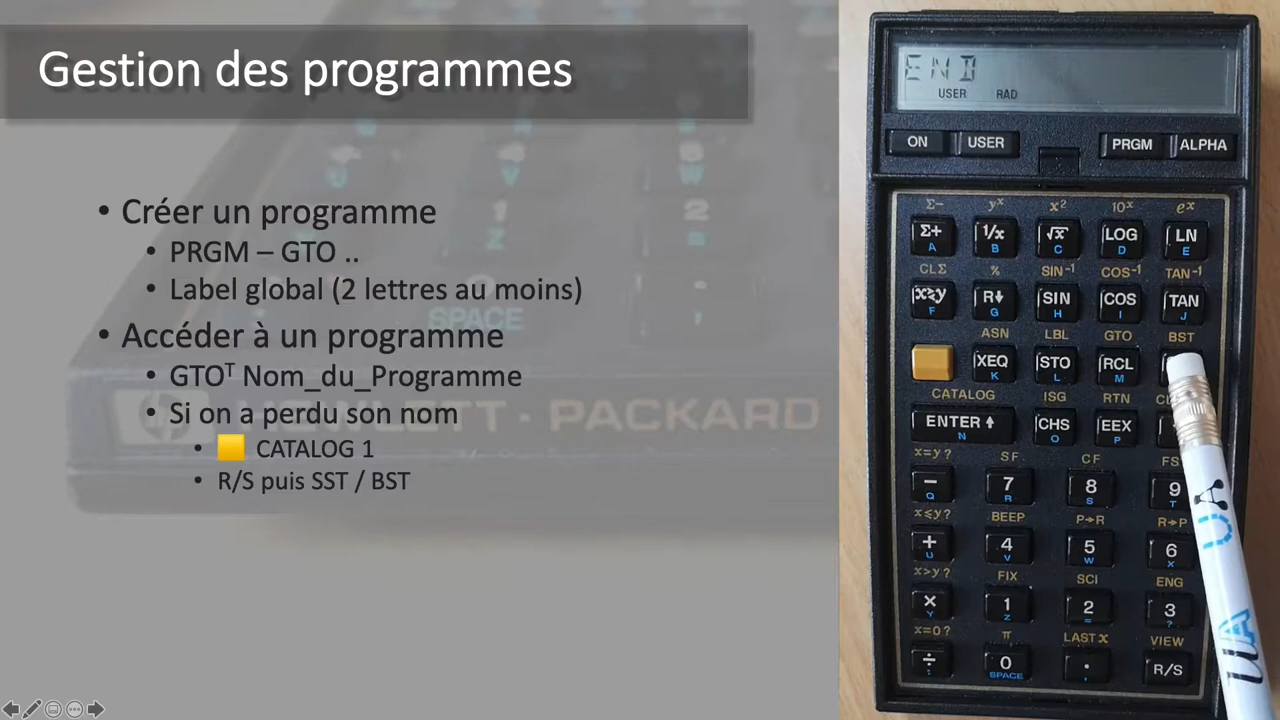 Gestion des programmes
• Créer un programme
• PRGM – GTO ..
• Label global (2 lettres au moins)
• Accéder à un programme
• GTOᵀ Nom_du_Programme
• Si on a perdu son nom
• CATALOG 1
• R/S puis SST / BST
HEWLETT · PACKARD
END
USER RAD
ON USER PRGM ALPHA
Σ− yˣ x² 10ˣ eˣ
Σ+ 1/x √x LOG LN
A B C D E
CLΣ % SIN⁻¹ COS⁻¹ TAN⁻¹
x≷y R↓ SIN COS TAN
F G H I J
ASN LBL GTO BST
XEQ STO RCL
K L M
CATALOG ISG RTN
ENTER↑ CHS EEX
N O P
x=y? SF CF FS
− 7 8 9
Q R S T
x≤y? BEEP P→R R→P
+ 4 5 6
U V W X
x>y? FIX SCI ENG
× 1 2 3
Y Z = ?
x=0? π LAST x VIEW
÷ 0 . R/S
: SPACE ,
UA
UA